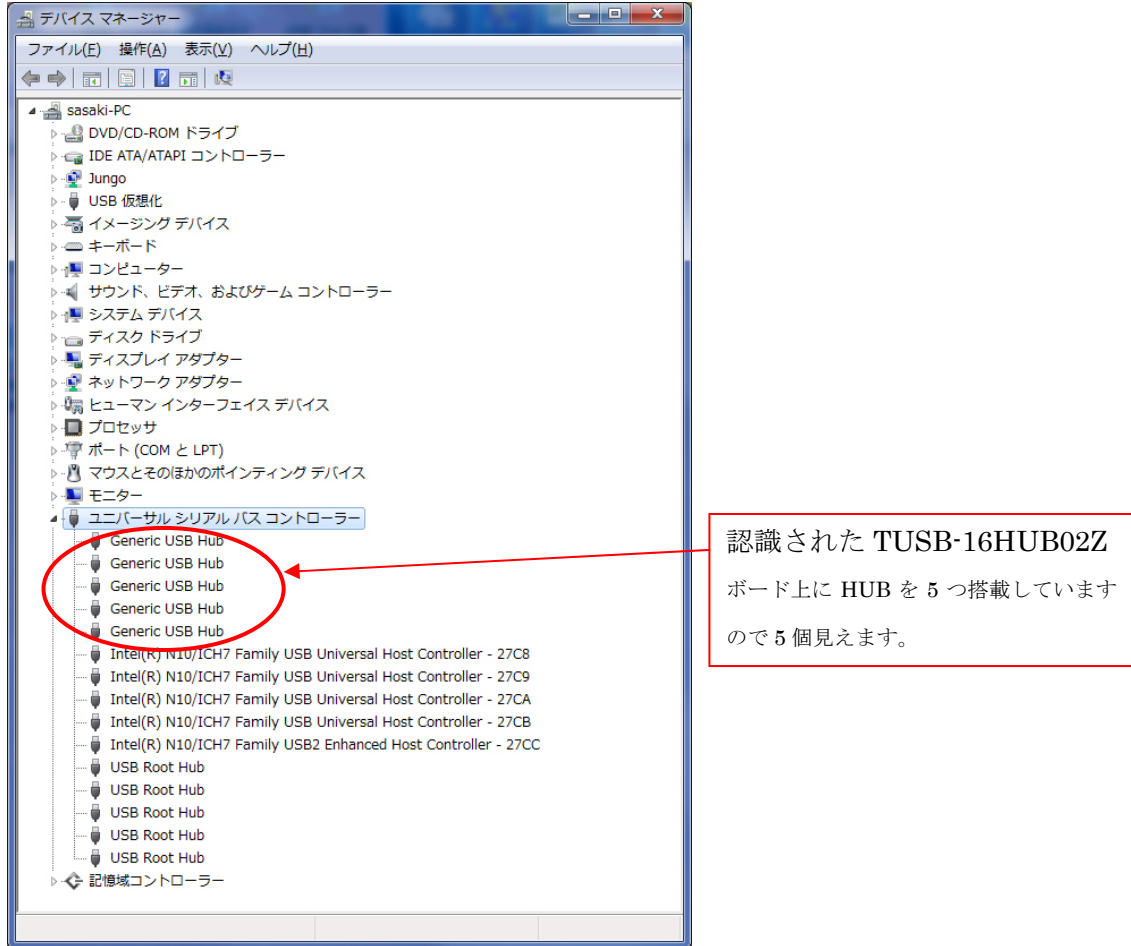 デバイス マネージャー
ファイル(F) 操作(A) 表示(V) ヘルプ(H)
sasaki-PC
DVD/CD-ROM ドライブ
IDE ATA/ATAPI コントローラー
Jungo
USB 仮想化
イメージング デバイス
キーボード
コンピューター
サウンド、ビデオ、およびゲーム コントローラー
システム デバイス
ディスク ドライブ
ディスプレイ アダプター
ネットワーク アダプター
ヒューマン インターフェイス デバイス
プロセッサ
ポート (COM と LPT)
マウスとそのほかのポインティング デバイス
モニター
ユニバーサル シリアル バス コントローラー
Generic USB Hub
Generic USB Hub
Generic USB Hub
Generic USB Hub
Generic USB Hub
Intel(R) N10/ICH7 Family USB Universal Host Controller - 27C8
Intel(R) N10/ICH7 Family USB Universal Host Controller - 27C9
Intel(R) N10/ICH7 Family USB Universal Host Controller - 27CA
Intel(R) N10/ICH7 Family USB Universal Host Controller - 27CB
Intel(R) N10/ICH7 Family USB2 Enhanced Host Controller - 27CC
USB Root Hub
USB Root Hub
USB Root Hub
USB Root Hub
USB Root Hub
記憶域コントローラー
認識された TUSB-16HUB02Z
ボード上に HUB を 5 つ搭載しています
ので 5 個見えます。